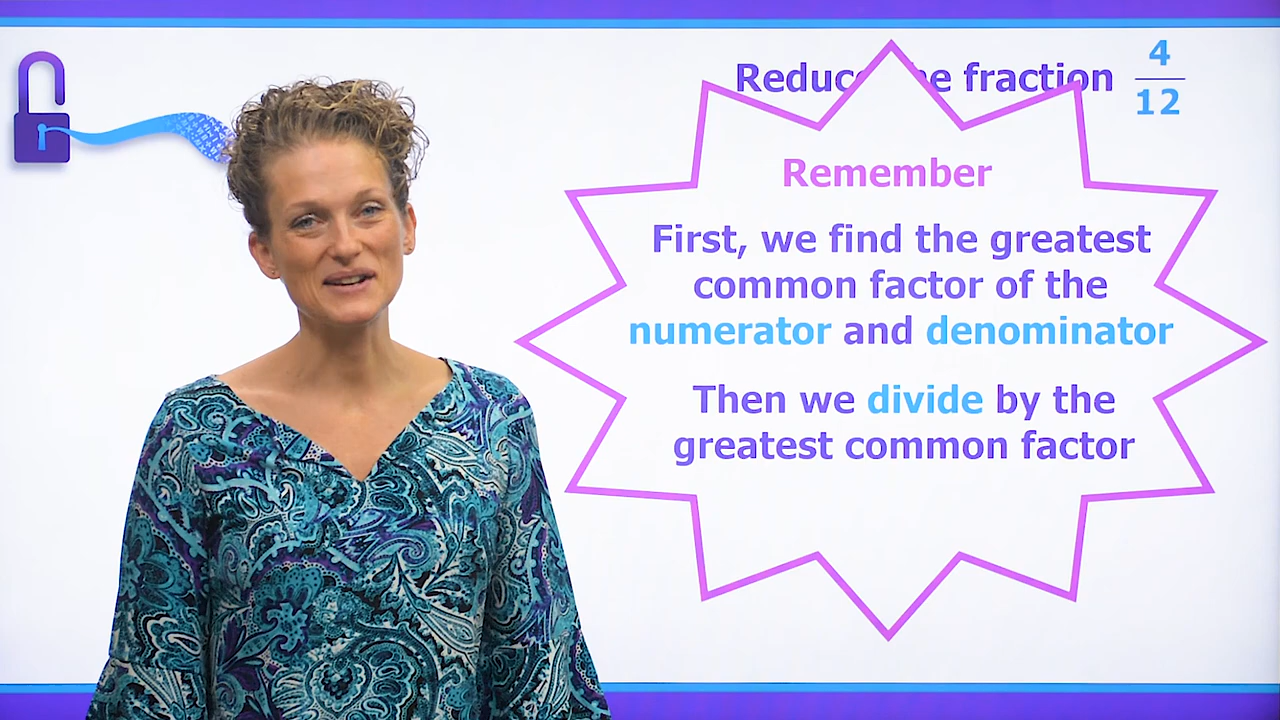 Reduce the fraction 4/12
Remember
First, we find the greatest
common factor of the
numerator and denominator
Then we divide by the
greatest common factor